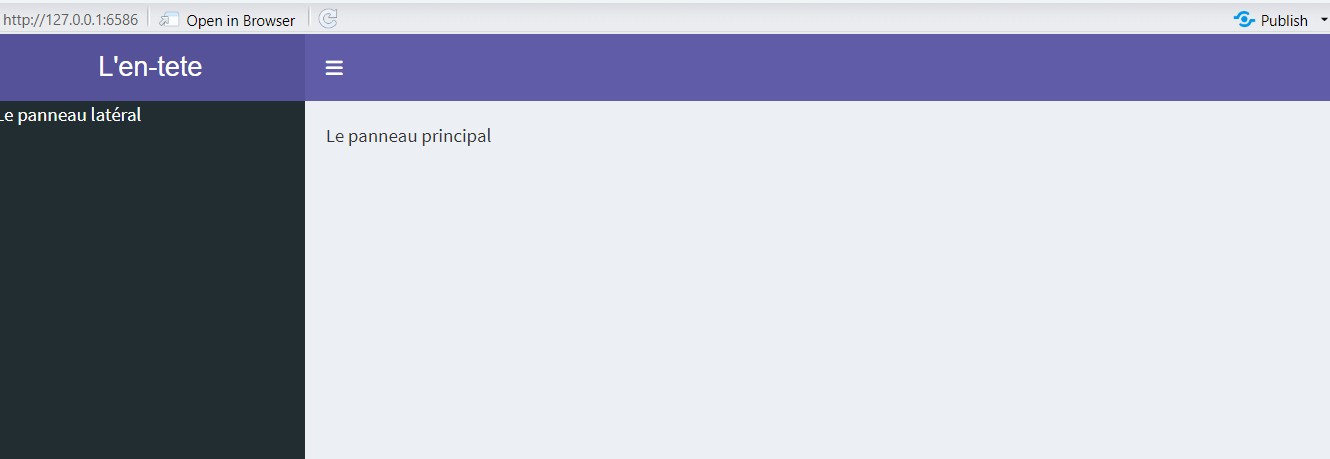 http://127.0.0.1:6586 Open in Browser Publish
L'en-tete
Le panneau latéral
Le panneau principal